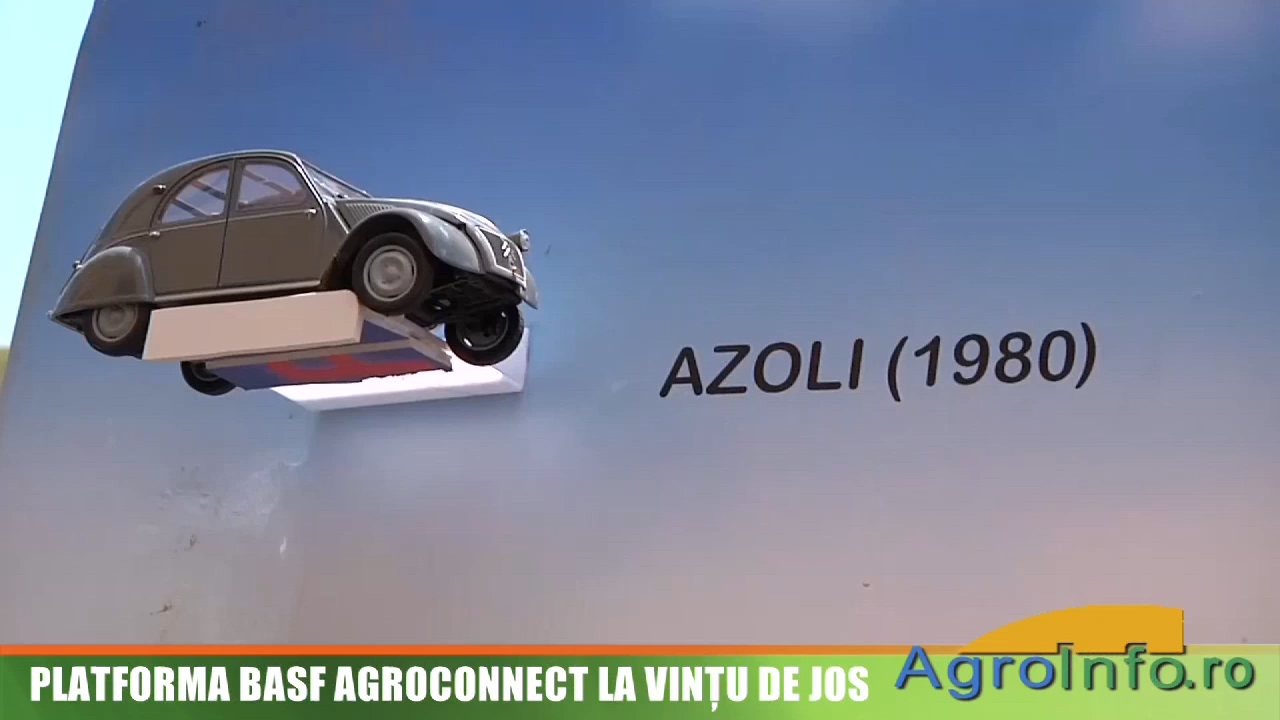 AZOLI (1980)
PLATFORMA BASF AGROCONNECT LA VINȚU DE JOS
AgroInfo.ro